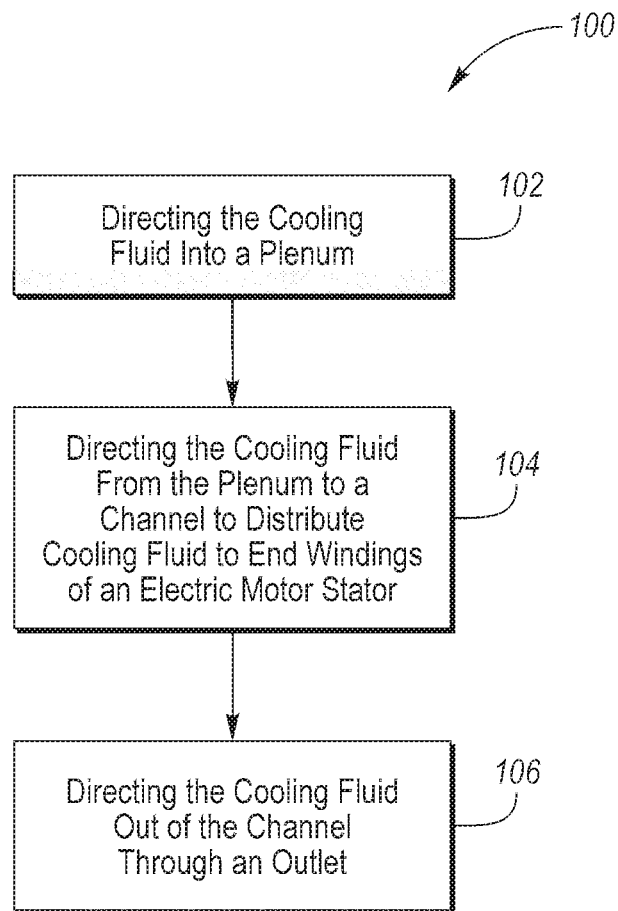 100
102
Directing the Cooling
Fluid Into a Plenum
104
Directing the Cooling Fluid
From the Plenum to a
Channel to Distribute
Cooling Fluid to End Windings
of an Electric Motor Stator
106
Directing the Cooling Fluid
Out of the Channel
Through an Outlet